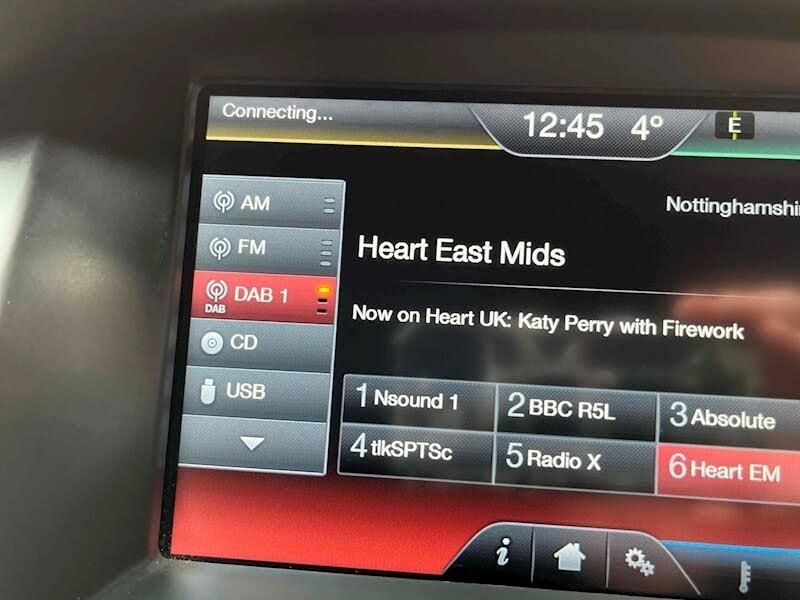 Connecting...
12:45 4°
E
AM
FM
DAB 1
DAB
CD
USB
Nottinghamshi
Heart East Mids
Now on Heart UK: Katy Perry with Firework
1 Nsound 1
2 BBC R5L
3 Absolute
4 tlkSPTSc
5 Radio X
6 Heart EM
i